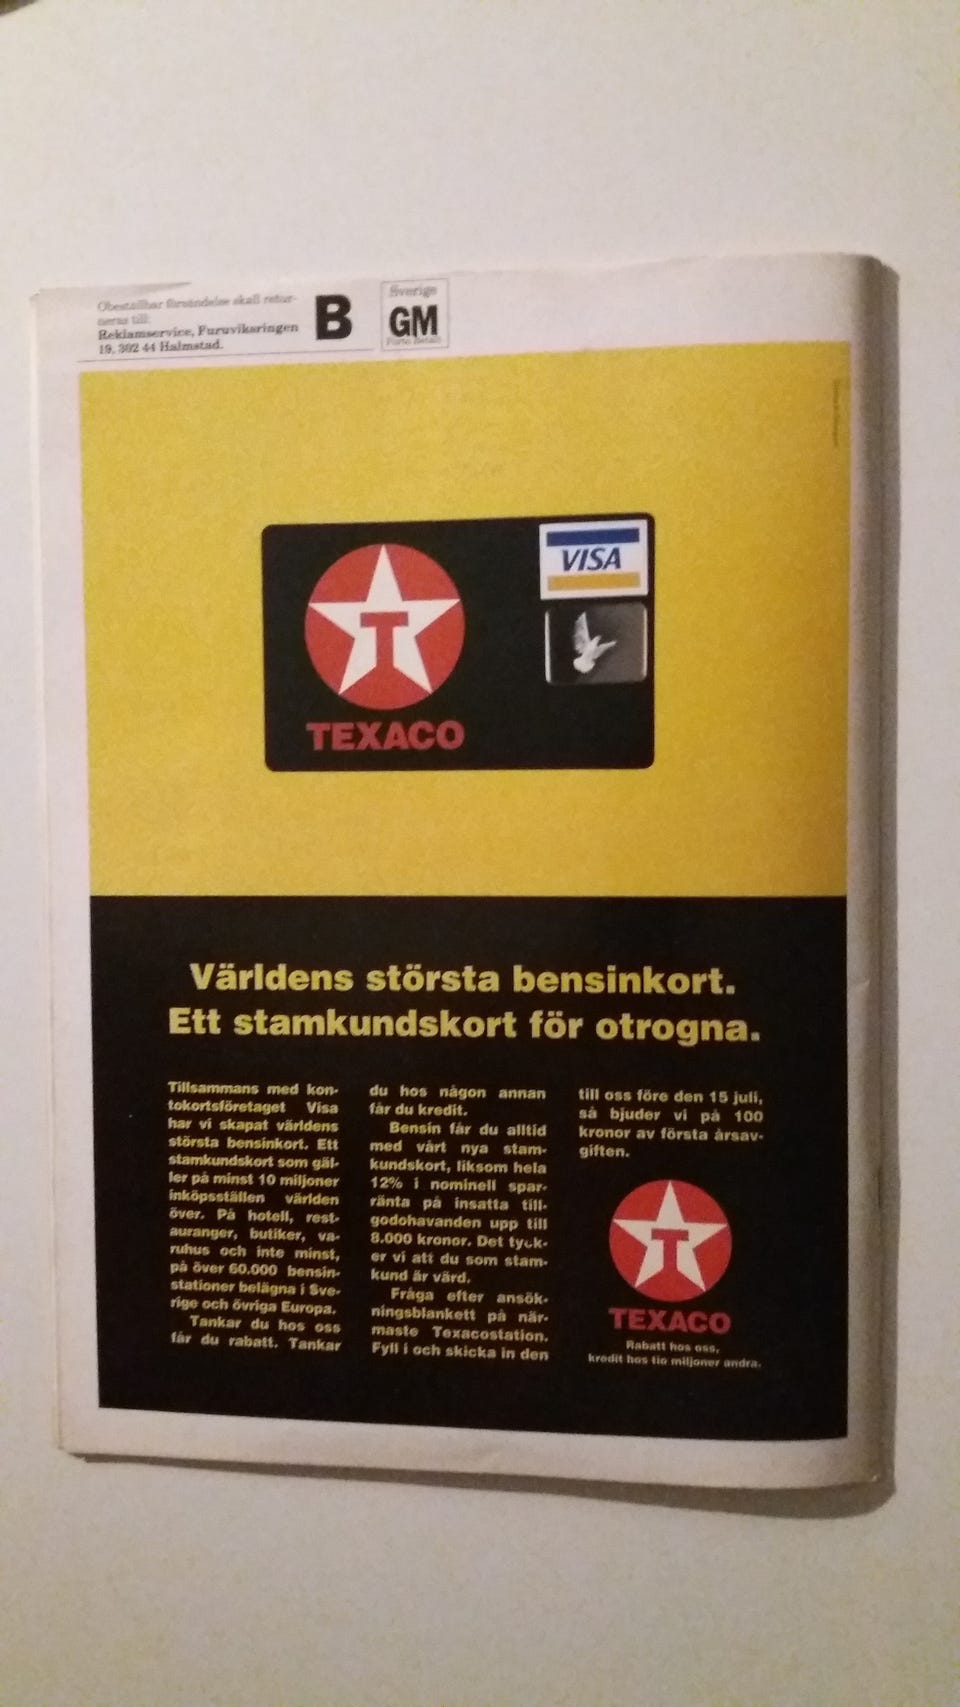 Obeställbar försändelse skall retur-
neras till:
Reklamservice, Furuviksringen
19, 302 44 Halmstad.
B
Sverige
GM
Porto Betalt
VISA
T
TEXACO
Världens största bensinkort.
Ett stamkundskort för otrogna.
Tillsammans med kon-
tokortsföretaget Visa
har vi skapat världens
största bensinkort. Ett
stamkundskort som gäl-
ler på minst 10 miljoner
inköpsställen världen
över. På hotell, rest-
auranger, butiker, va-
ruhus och inte minst,
på över 60.000 bensin-
stationer belägna i Sve-
rige och övriga Europa.
Tankar du hos oss
får du rabatt. Tankar
du hos någon annan
får du kredit.
Bensin får du alltid
med vårt nya stam-
kundskort, liksom hela
12% i nominell spar-
ränta på insatta till-
godohavanden upp till
8.000 kronor. Det tyck-
er vi att du som stam-
kund är värd.
Fråga efter ansök-
ningsblankett på när-
maste Texacostation.
Fyll i och skicka in den
till oss före den 15 juli,
så bjuder vi på 100
kronor av första årsav-
giften.
T
TEXACO
Rabatt hos oss,
kredit hos tio miljoner andra.